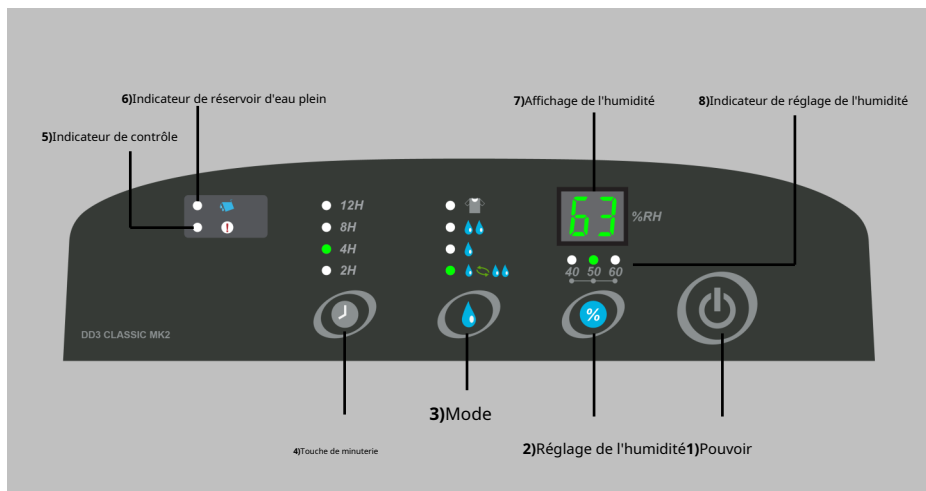 6)Indicateur de réservoir d'eau plein
7)Affichage de l'humidité
8)Indicateur de réglage de l'humidité
5)Indicateur de contrôle
12H
8H
4H
2H
63
%RH
40 50 60
%
DD3 CLASSIC MK2
3)Mode
4)Touche de minuterie
2)Réglage de l'humidité
1)Pouvoir